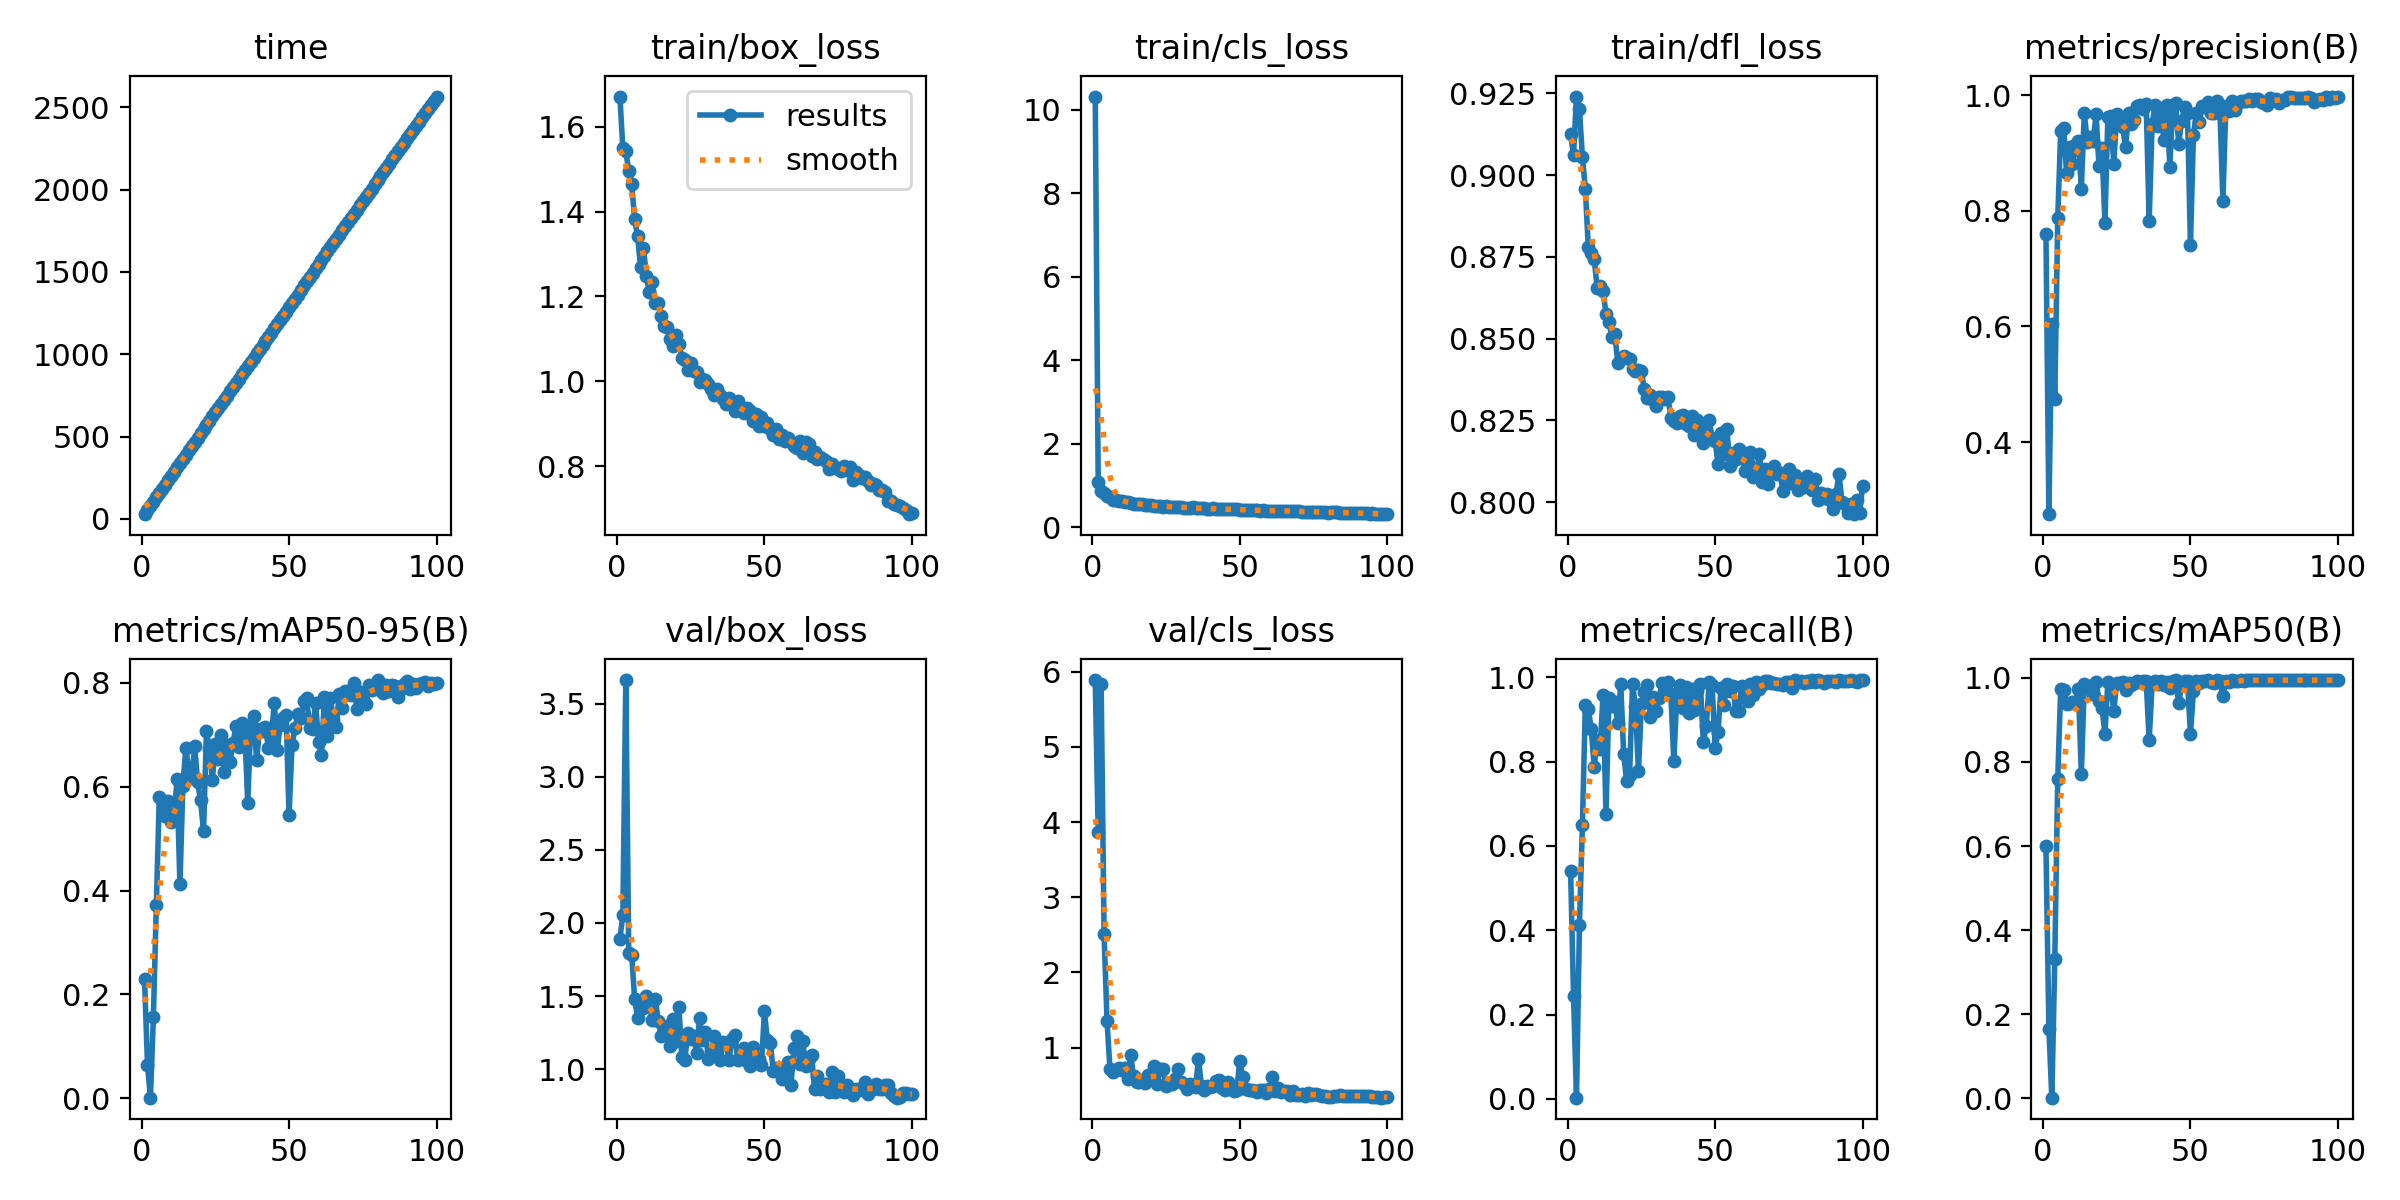 time
2500
2000
1500
1000
500
0
0 50 100
train/box_loss
results
smooth
1.6
1.4
1.2
1.0
0.8
0 50 100
train/cls_loss
10
8
6
4
2
0
0 50 100
train/dfl_loss
0.925
0.900
0.875
0.850
0.825
0.800
0 50 100
metrics/precision(B)
1.0
0.8
0.6
0.4
0 50 100
metrics/mAP50-95(B)
0.8
0.6
0.4
0.2
0.0
0 50 100
val/box_loss
3.5
3.0
2.5
2.0
1.5
1.0
0 50 100
val/cls_loss
6
5
4
3
2
1
0 50 100
metrics/recall(B)
1.0
0.8
0.6
0.4
0.2
0.0
0 50 100
metrics/mAP50(B)
1.0
0.8
0.6
0.4
0.2
0.0
0 50 100